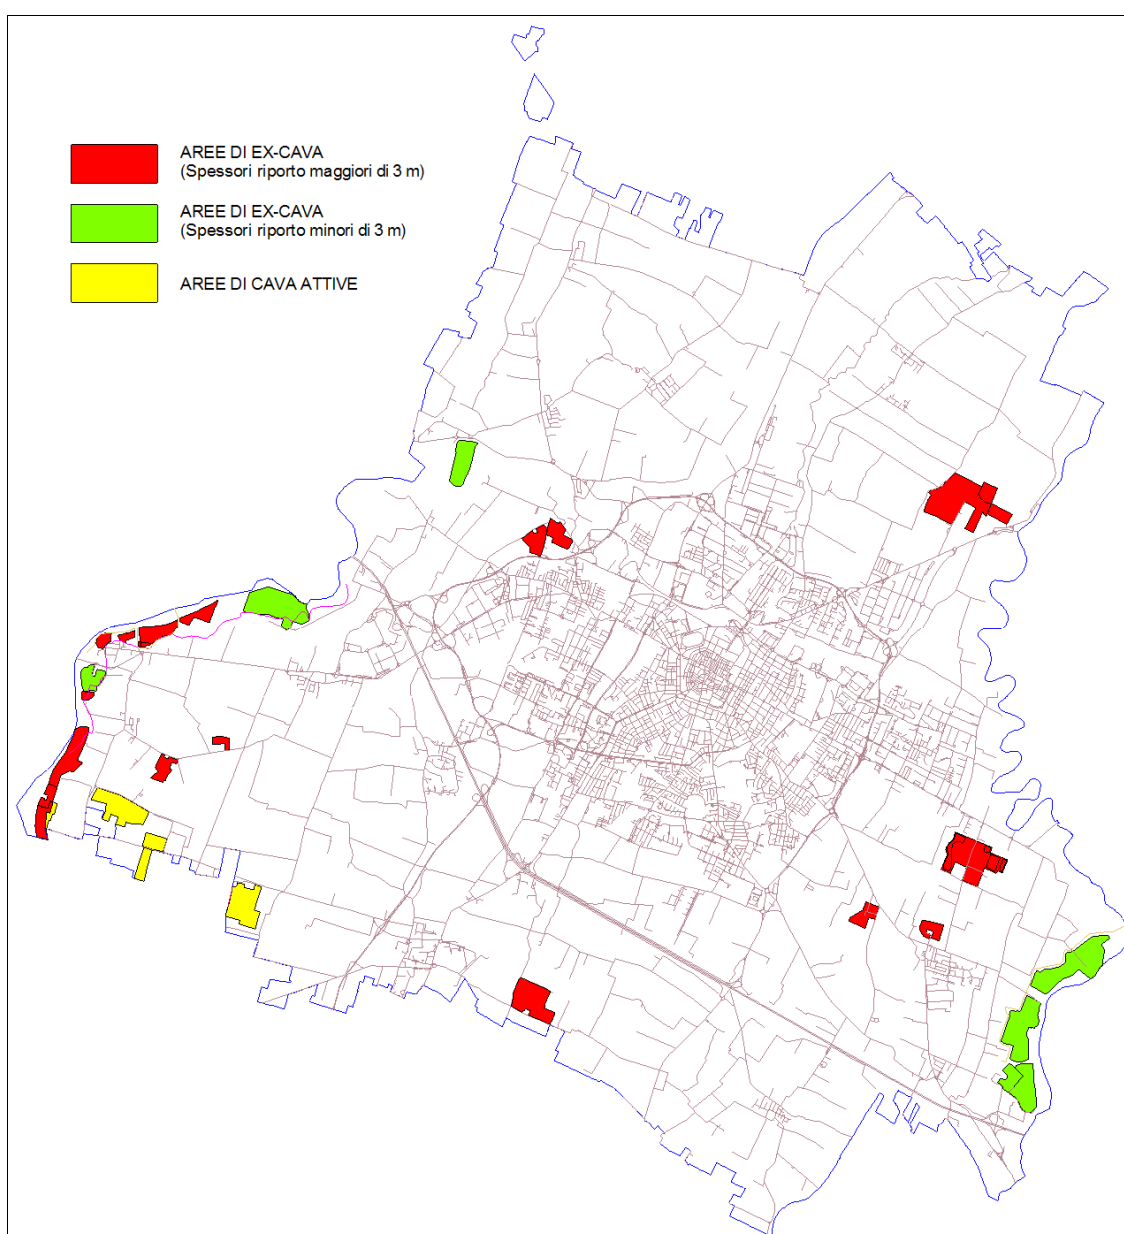 AREE DI EX-CAVA
(Spessori riporto maggiori di 3 m)
AREE DI EX-CAVA
(Spessori riporto minori di 3 m)
AREE DI CAVA ATTIVE